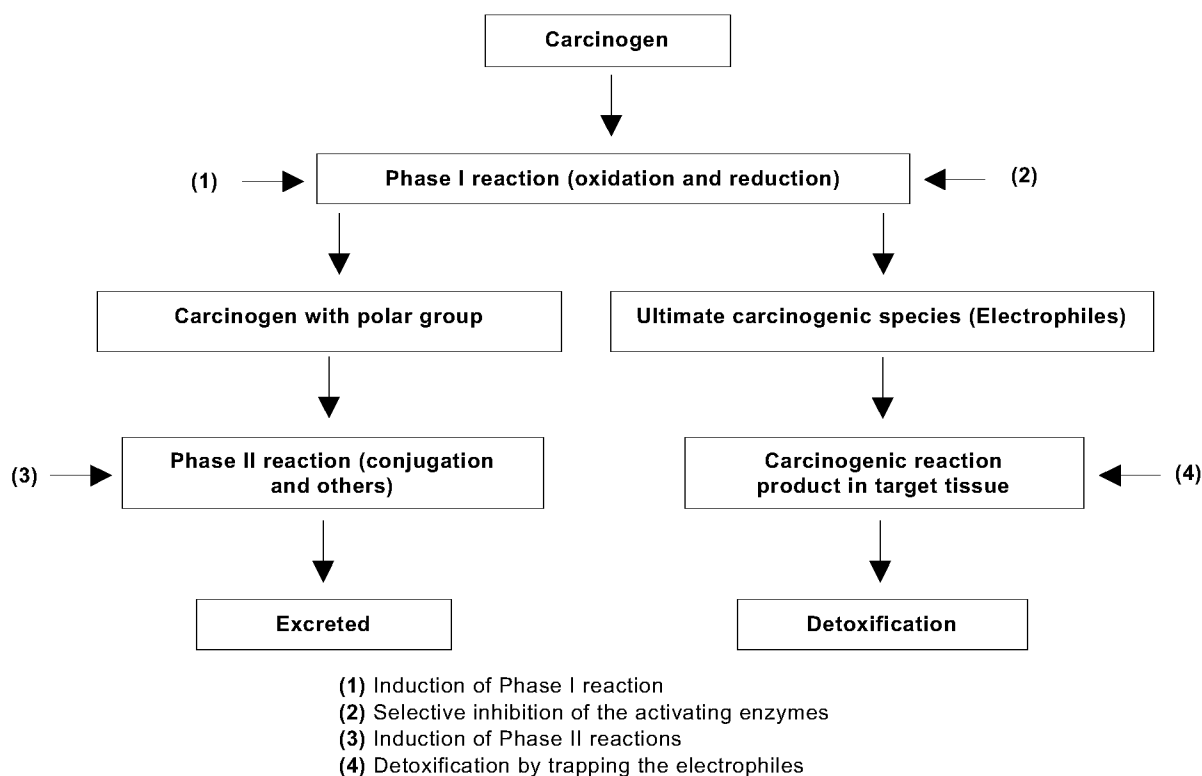 Carcinogen
(1)
Phase I reaction (oxidation and reduction)
(2)
Carcinogen with polar group
Ultimate carcinogenic species (Electrophiles)
(3)
Phase II reaction (conjugation
and others)
Carcinogenic reaction
product in target tissue
(4)
Excreted
Detoxification
(1) Induction of Phase I reaction
(2) Selective inhibition of the activating enzymes
(3) Induction of Phase II reactions
(4) Detoxification by trapping the electrophiles